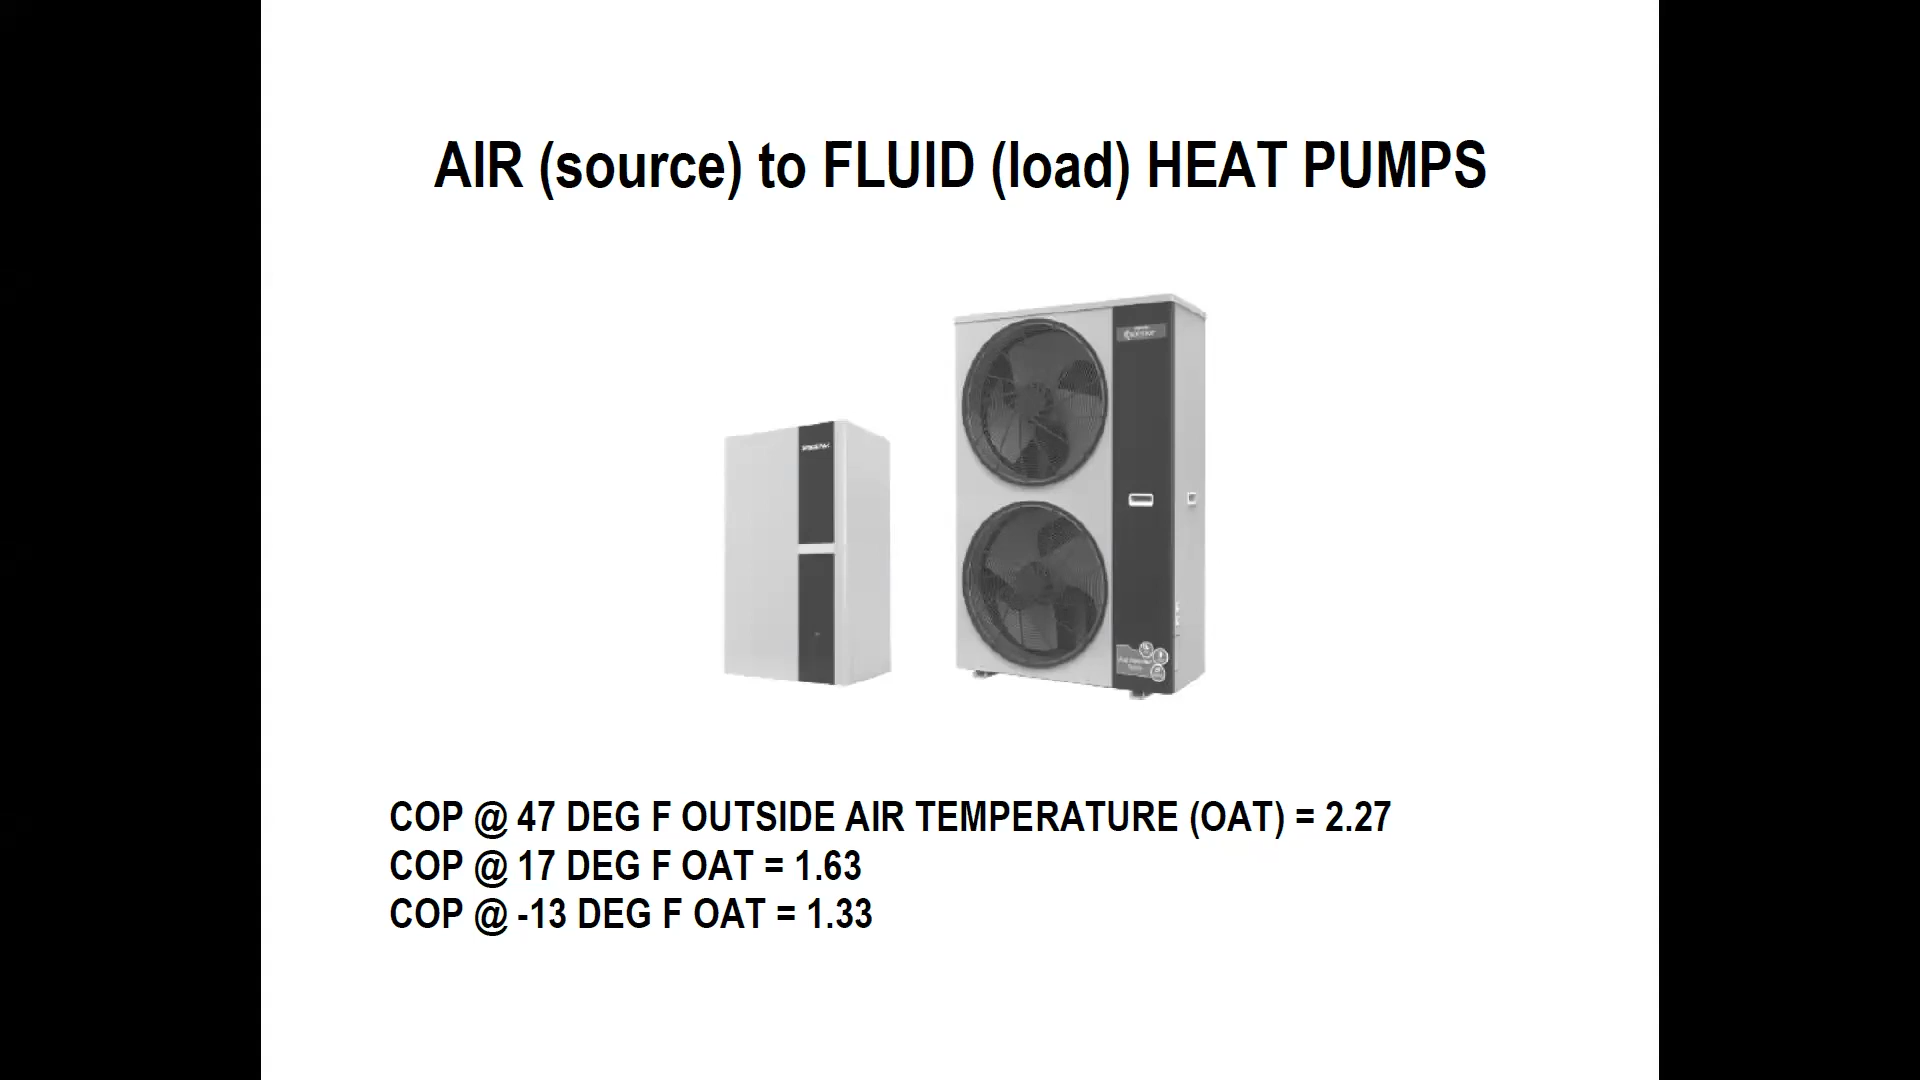 AIR (source) to FLUID (load) HEAT PUMPS
COP @ 47 DEG F OUTSIDE AIR TEMPERATURE (OAT) = 2.27
COP @ 17 DEG F OAT = 1.63
COP @ -13 DEG F OAT = 1.33